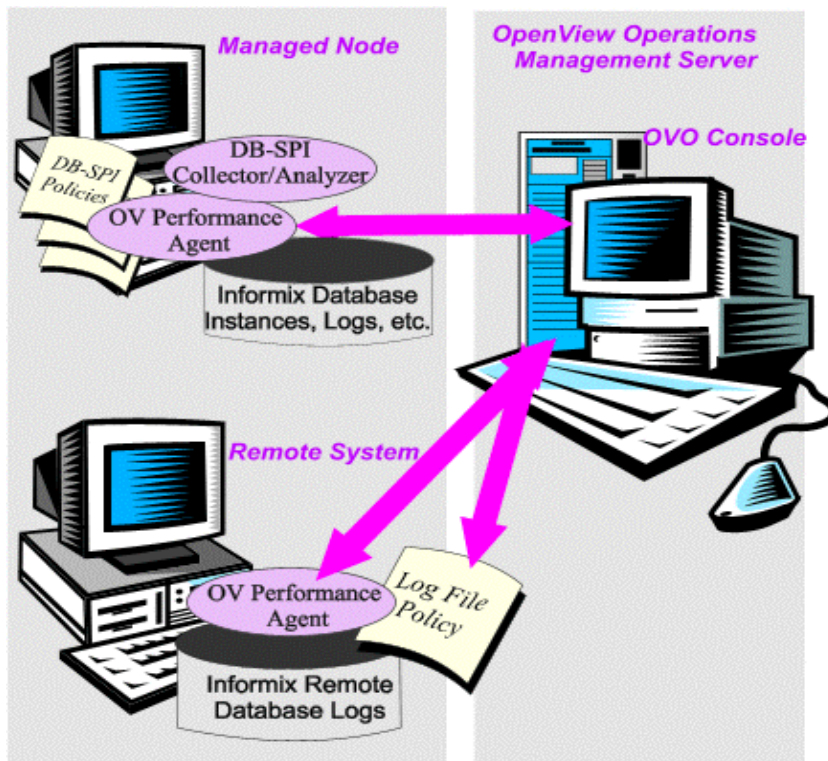 Managed Node
OpenView Operations
Management Server
OVO Console
DB-SPI
Collector/Analyzer
DB-SPI
Policies
OV Performance
Agent
Informix Database
Instances, Logs, etc.
Remote System
OV Performance
Agent
Log File
Policy
Informix Remote
Database Logs